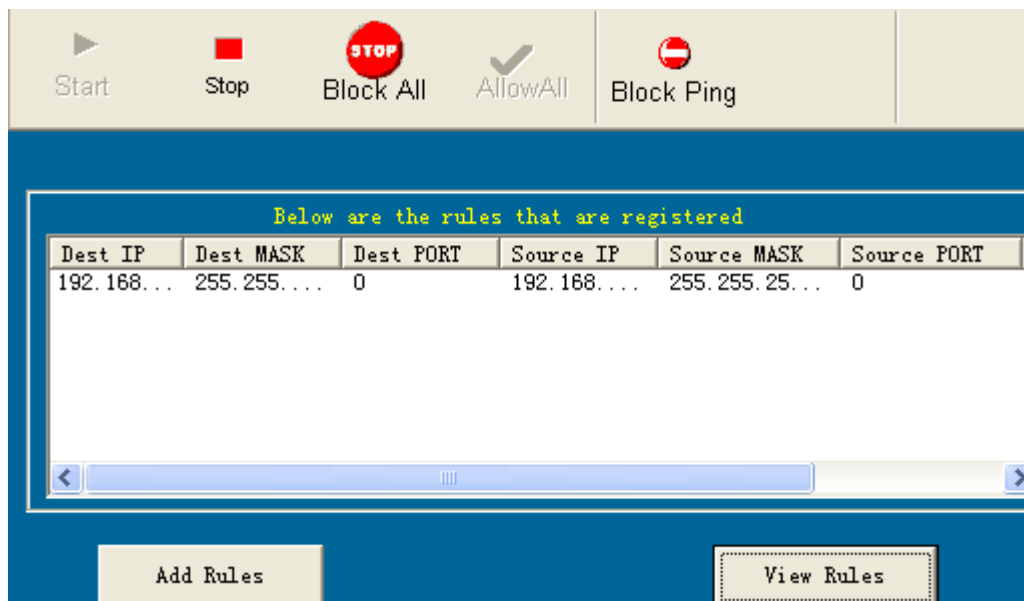 STOP
Start Stop Block All AllowAll Block Ping
Below are the rules that are registered
Dest IP Dest MASK Dest PORT Source IP Source MASK Source PORT
192.168... 255.255.... 0 192.168.... 255.255.25... 0
Add Rules View Rules